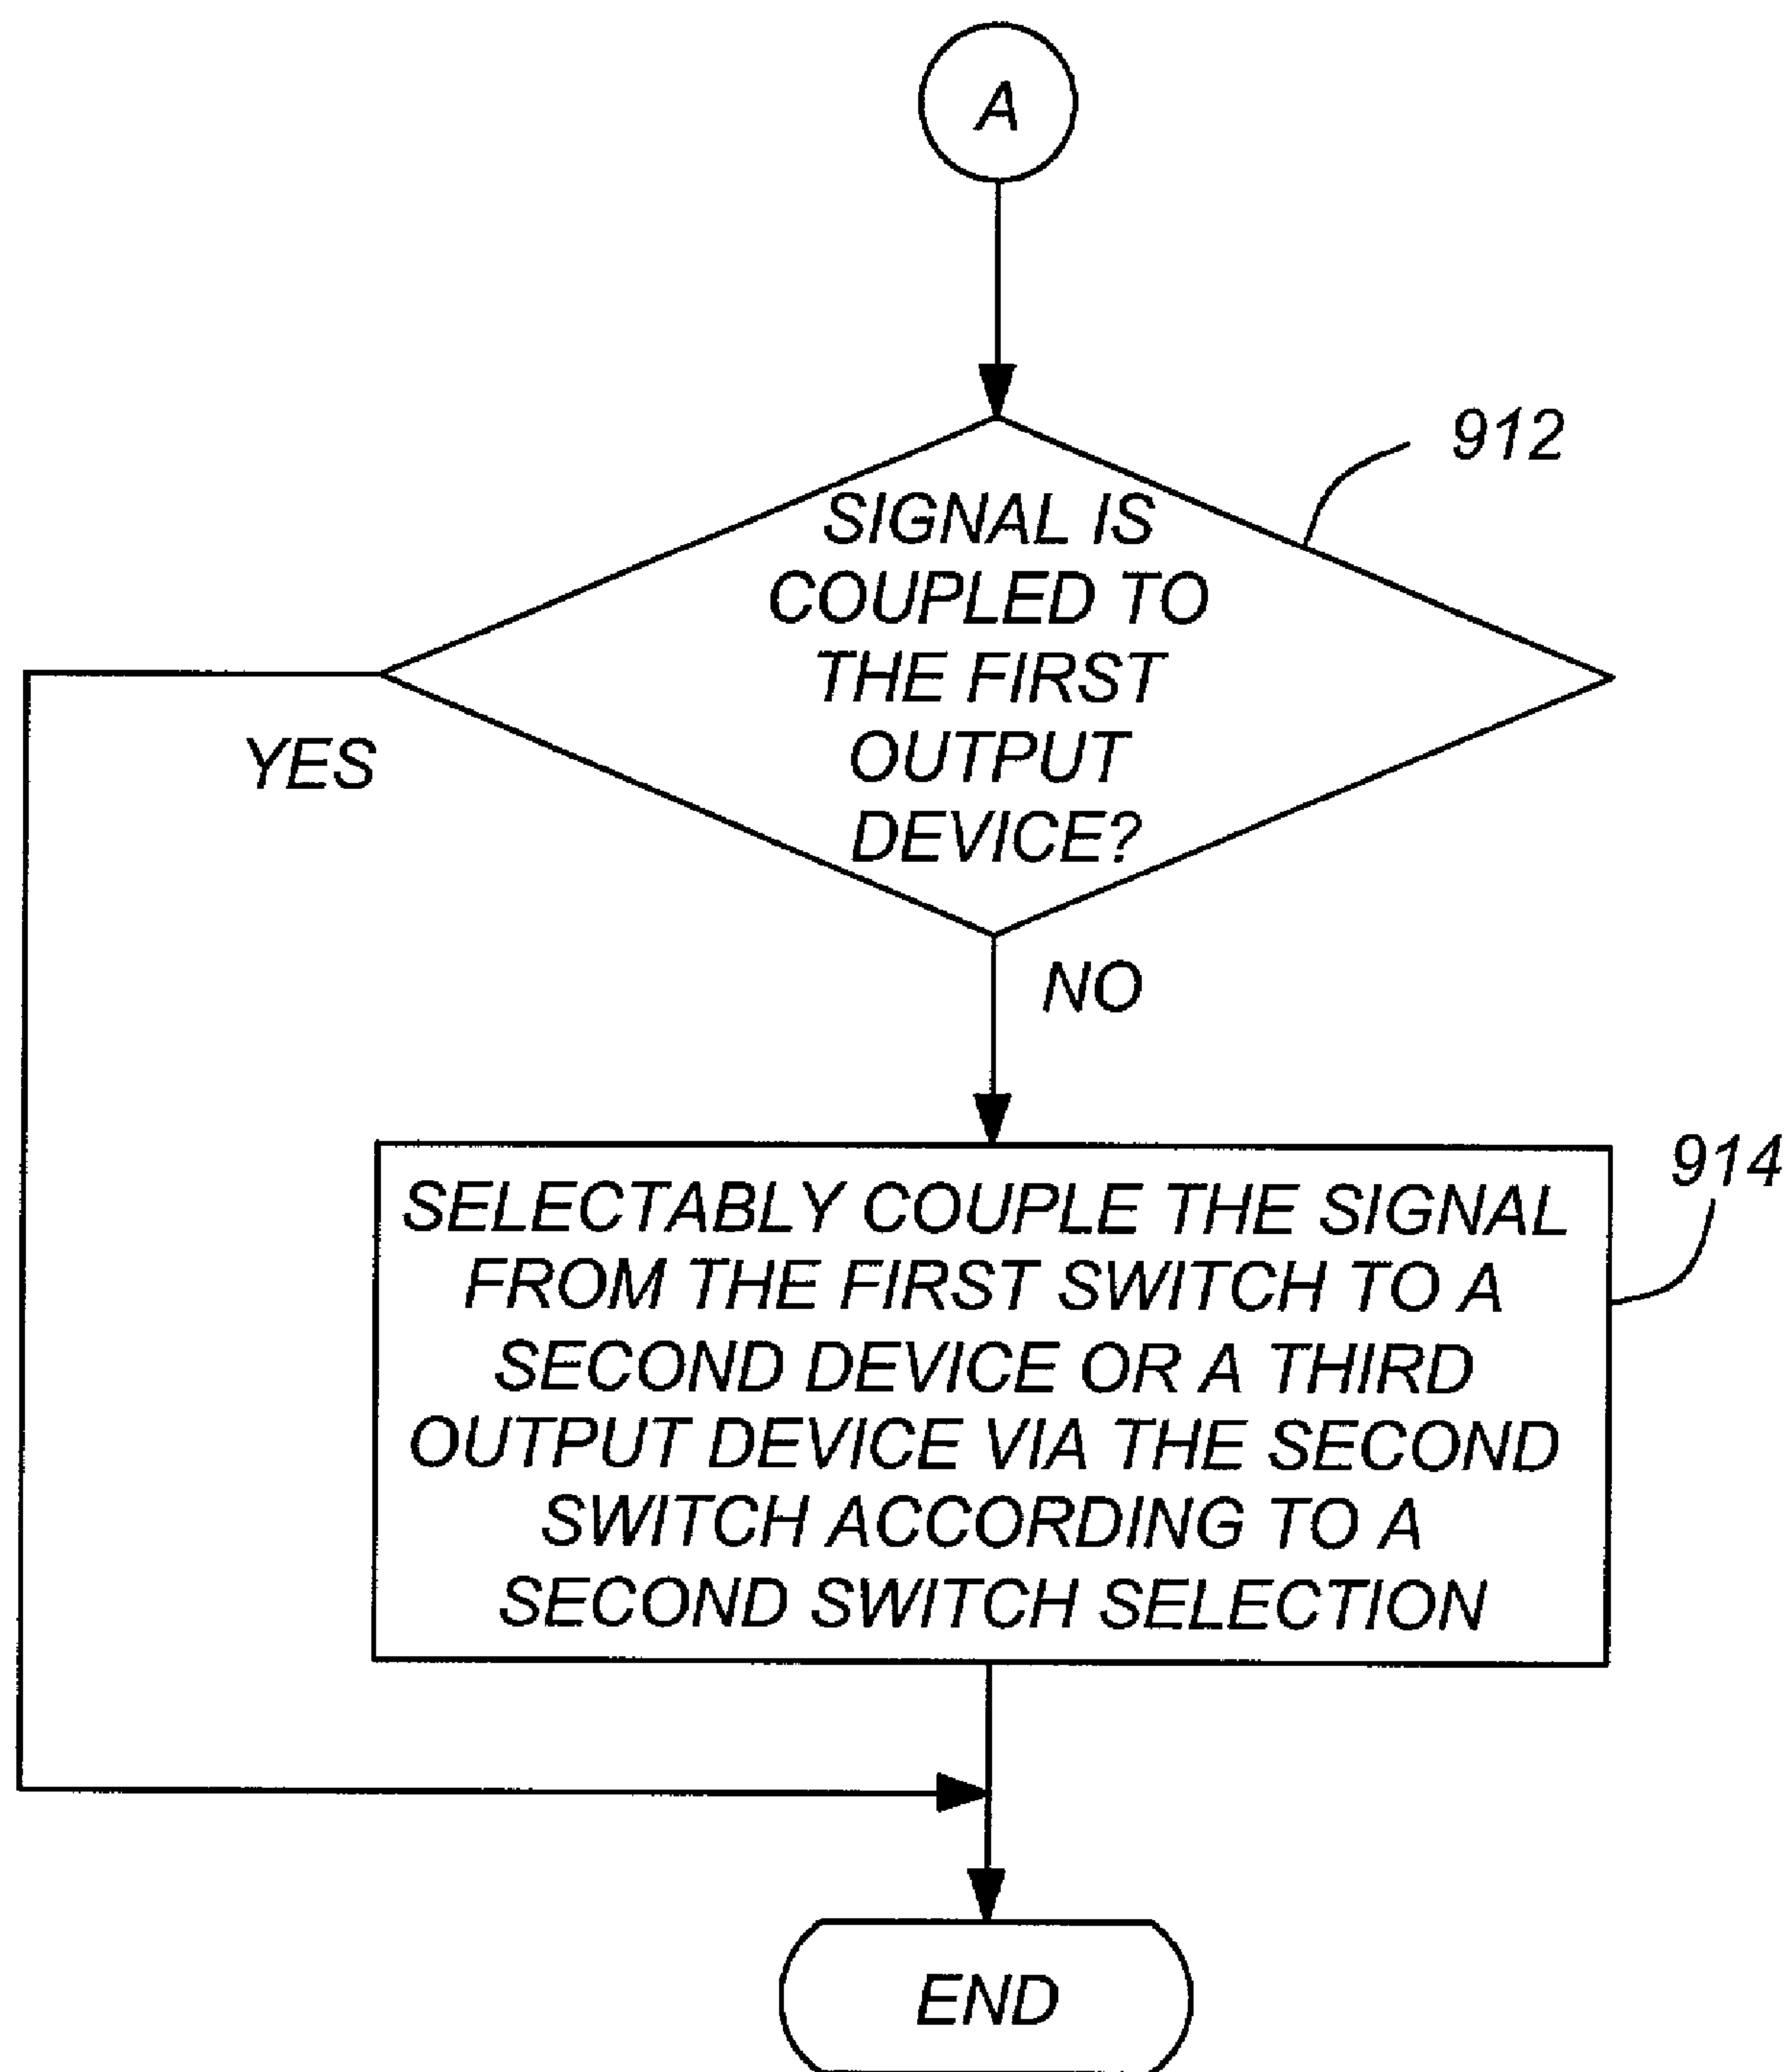 A
912
SIGNAL IS
COUPLED TO
THE FIRST
OUTPUT
DEVICE?
YES
NO
914
SELECTABLY COUPLE THE SIGNAL
FROM THE FIRST SWITCH TO A
SECOND DEVICE OR A THIRD
OUTPUT DEVICE VIA THE SECOND
SWITCH ACCORDING TO A
SECOND SWITCH SELECTION
END